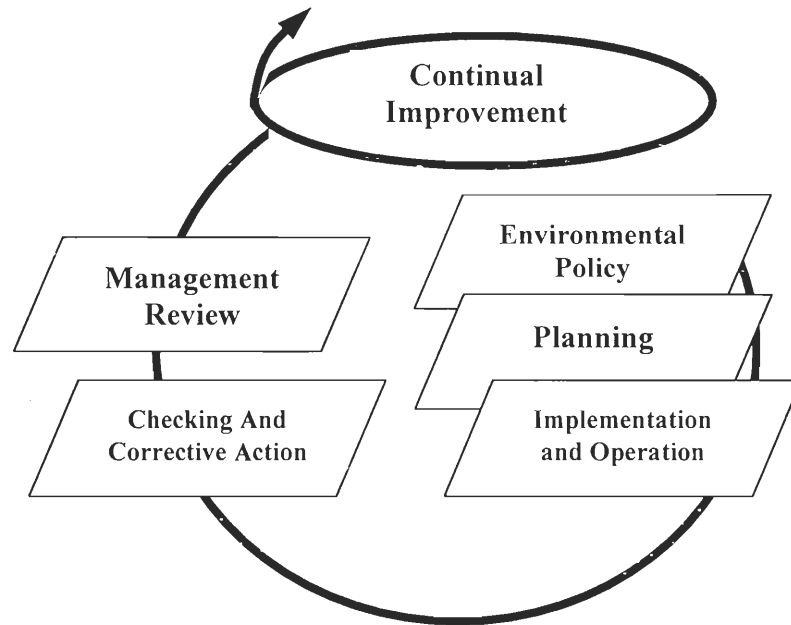 Continual
Improvement
Environmental
Policy
Planning
Implementation
and Operation
Checking And
Corrective Action
Management
Review